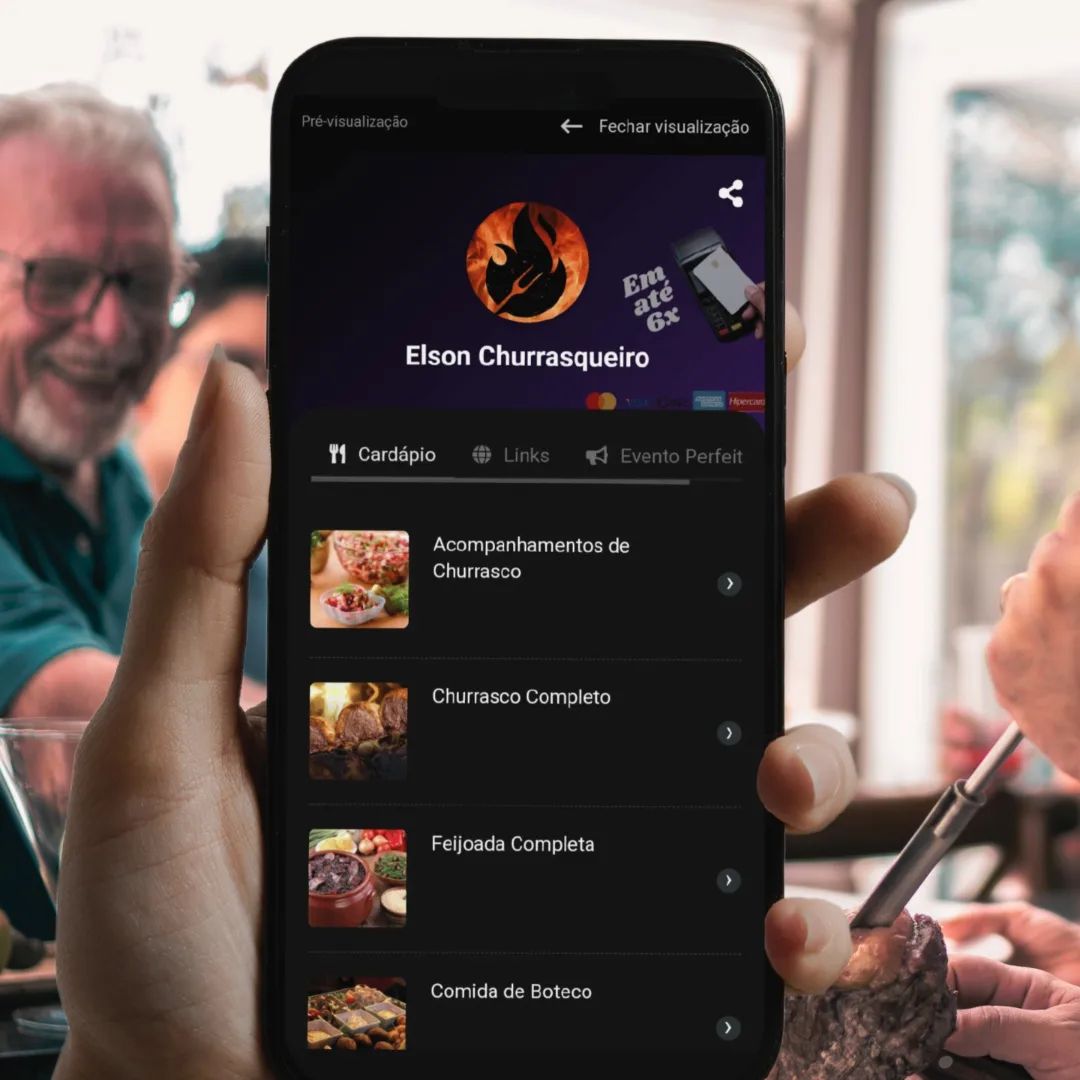 Pré-visualização
Fechar visualização
Em
até
6x
Elson Churrasqueiro
VISA
Hipercard
Cardápio
Links
Evento Perfeit
Acompanhamentos de
Churrasco
Churrasco Completo
Feijoada Completa
Comida de Boteco